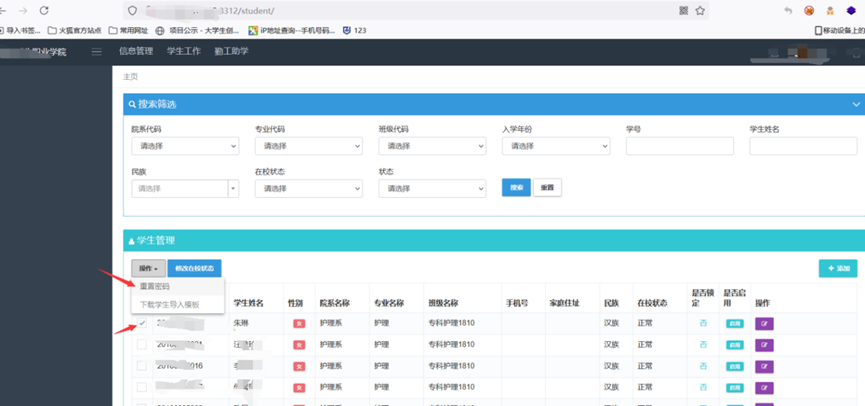 3312/student/
导入书签... 火狐官方站点 常用网址 项目公示 - 大学生创... iP地址查询--手机号码... 123 移动设备上的
职业学院 信息管理 学生工作 勤工助学
主页
搜索筛选
院系代码 专业代码 班级代码 入学年份 学号 学生姓名
请选择 请选择 请选择 请选择
民族 在校状态 状态
请选择 请选择 请选择 搜索 重置
学生管理
操作 修改在校状态 + 添加
重置密码
下载学生导入模板
学生姓名 性别 院系名称 专业名称 班级名称 手机号 家庭住址 民族 在校状态 是否锁定 是否启用 操作
朱琳 女 护理系 护理 专科护理1810 汉族 正常 否 启用
女 护理系 护理 专科护理1810 汉族 正常 否 启用
女 护理系 护理 专科护理1810 汉族 正常 否 启用
女 护理系 护理 专科护理1810 汉族 正常 否 启用